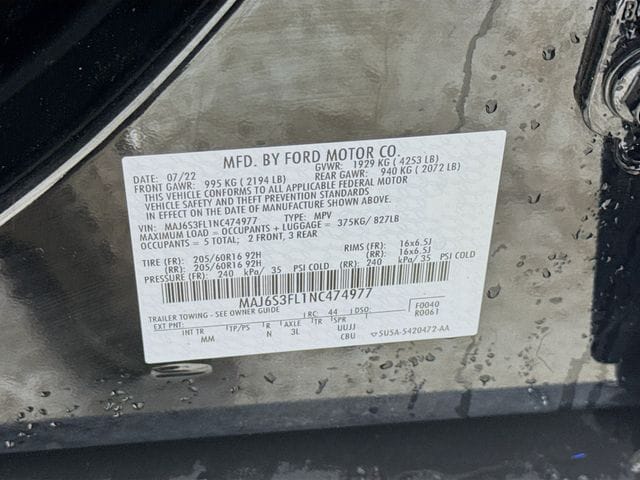 MFD. BY FORD MOTOR CO.
DATE: 07/22 GVWR: 1929 KG ( 4253 LB)
FRONT GAWR: 995 KG ( 2194 LB) REAR GAWR: 940 KG ( 2072 LB)
THIS VEHICLE CONFORMS TO ALL APPLICABLE FEDERAL MOTOR
VEHICLE SAFETY AND THEFT PREVENTION STANDARDS
IN EFFECT ON THE DATE OF MANUFACTURE SHOWN ABOVE.
VIN: MAJ6S3FL1NC474977 TYPE: MPV
MAXIMUM LOAD = OCCUPANTS + LUGGAGE = 375KG/ 827LB
OCCUPANTS = 5 TOTAL, 2 FRONT, 3 REAR
TIRE (FR): 205/60R16 92H RIMS (FR): 16x6.5J
(RR): 205/60R16 92H (RR): 16x6.5J
PRESSURE (FR): 240 kPa/ 35 PSI COLD (RR): 240 kPa/ 35 PSI COLD
MAJ6S3FL1NC474977
TRAILER TOWING - SEE OWNER GUIDE RC: 44 DSO: F0040
EXT PNT: R0061
INT TR TP/PS R AXLE TR SPR UUJJ
MM N 3L CBU 5U5A-5420472-AA